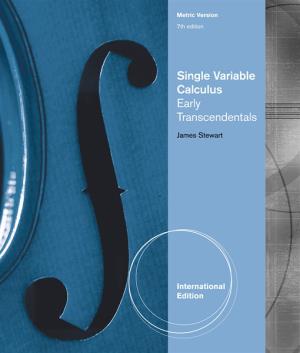 Metric Version
7th edition
Single Variable
Calculus
Early
Transcendentals
James Stewart
International
Edition